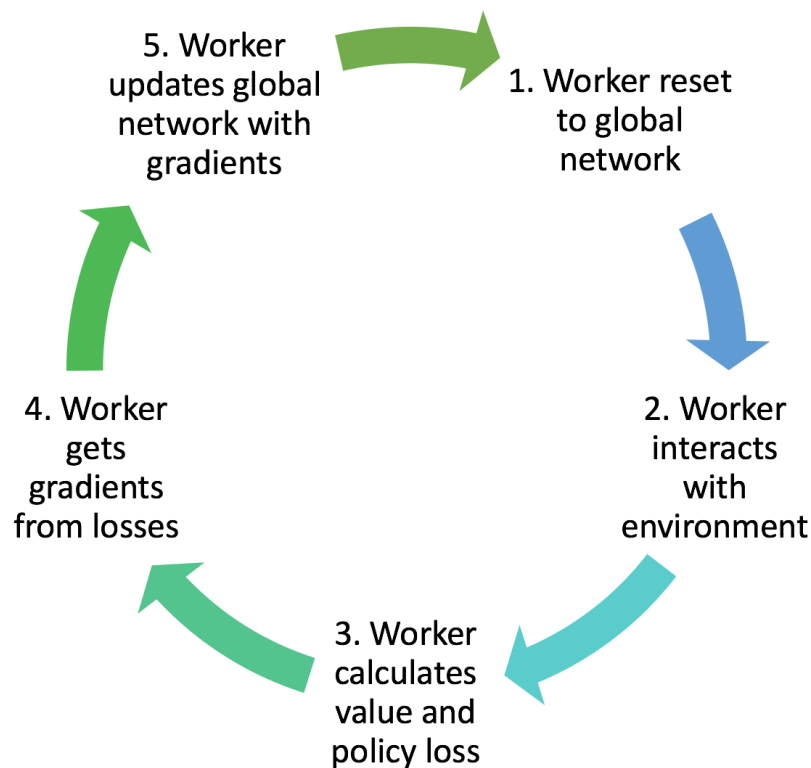 1. Worker reset
to global
network
2. Worker
interacts
with
environment
3. Worker
calculates
value and
policy loss
4. Worker
gets
gradients
from losses
5. Worker
updates global
network with
gradients